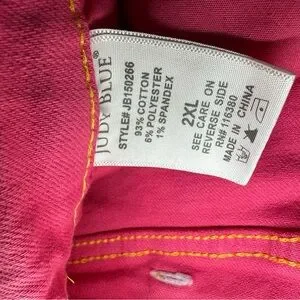 JUDY BLUE
STYLE# JB150266
93% COTTON
6% POLYESTER
1% SPANDEX
2XL
SEE CARE ON
REVERSE SIDE
RN# 116380
MADE IN CHINA